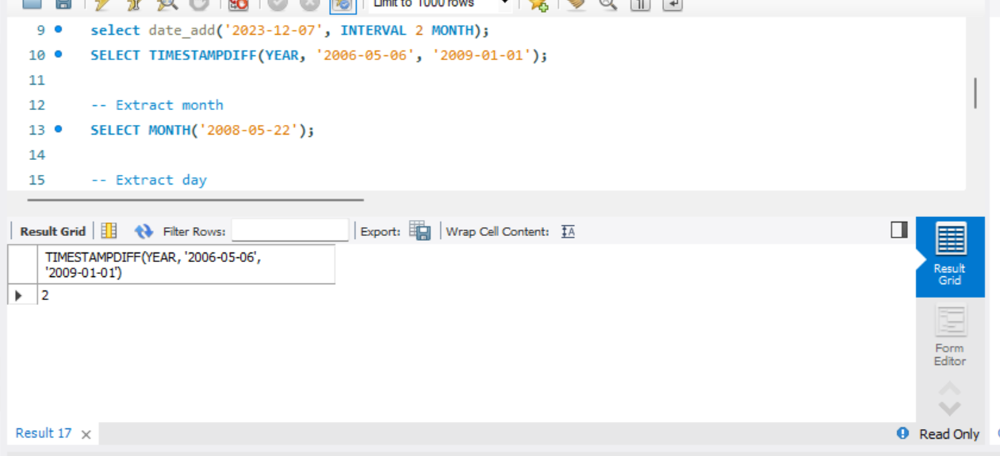 Limit to 1000 rows
9 select date_add('2023-12-07', INTERVAL 2 MONTH);
10 SELECT TIMESTAMPDIFF(YEAR, '2006-05-06', '2009-01-01');
11
12 -- Extract month
13 SELECT MONTH('2008-05-22');
14
15 -- Extract day
Result Grid Filter Rows: Export: Wrap Cell Content: IA
TIMESTAMPDIFF(YEAR, '2006-05-06',
'2009-01-01')
2
Result
Grid
Form
Editor
Result 17 Read Only